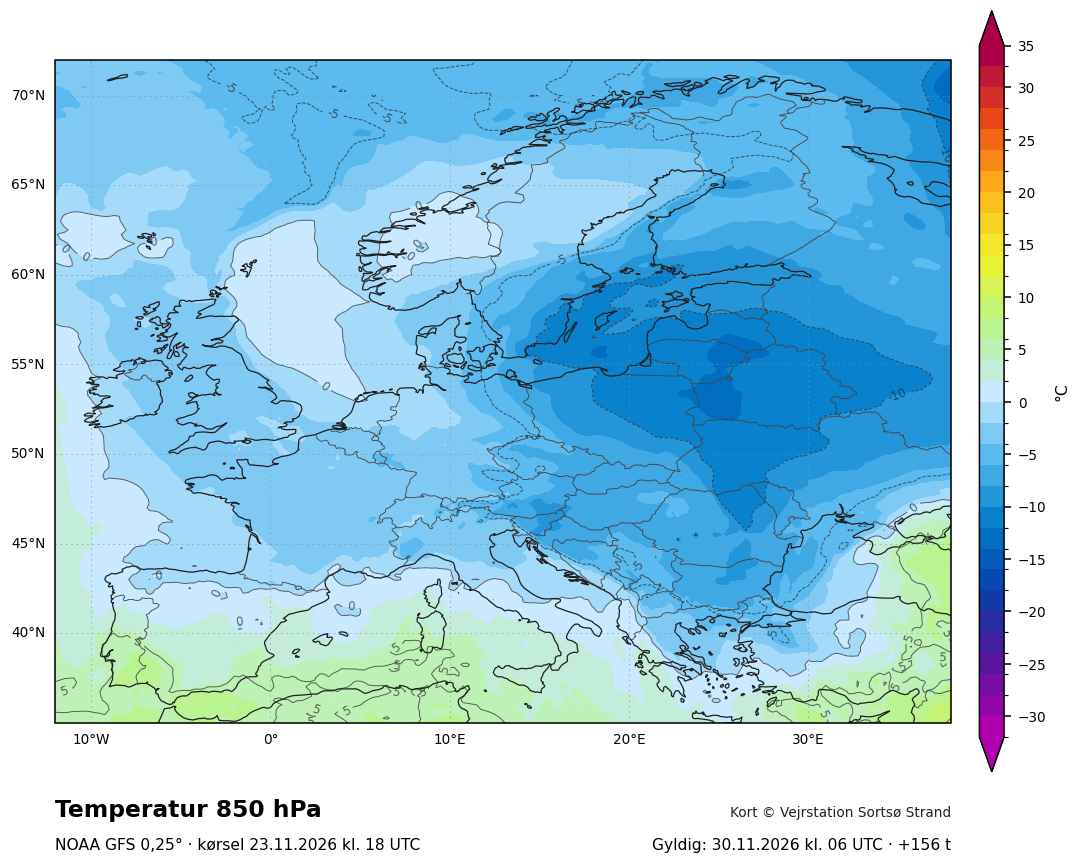 70°N
65°N
60°N
55°N
50°N
45°N
40°N
10°W
0°
10°E
20°E
30°E
35
30
25
20
15
10
5
0
−5
−10
−15
−20
−25
−30
°C
Temperatur 850 hPa
Kort © Vejrstation Sortsø Strand
NOAA GFS 0,25° · kørsel 23.11.2026 kl. 18 UTC
Gyldig: 30.11.2026 kl. 06 UTC · +156 t